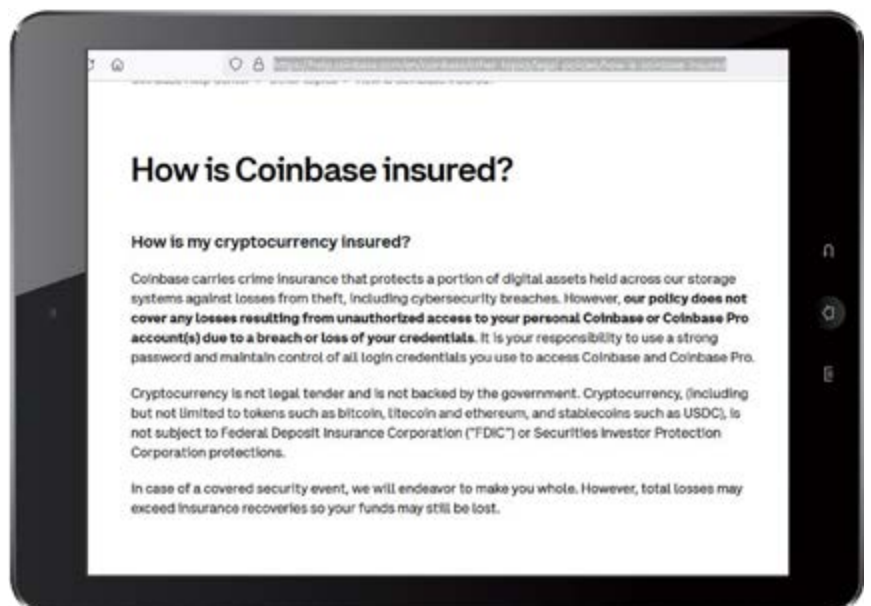 How is Coinbase insured?
How is my cryptocurrency insured?
Coinbase carries crime insurance that protects a portion of digital assets held across our storage
systems against losses from theft, including cybersecurity breaches. However, our policy does not
cover any losses resulting from unauthorized access to your personal Coinbase or Coinbase Pro
account(s) due to a breach or loss of your credentials. It is your responsibility to use a strong
password and maintain control of all login credentials you use to access Coinbase and Coinbase Pro.
Cryptocurrency is not legal tender and is not backed by the government. Cryptocurrency, (including
but not limited to tokens such as bitcoin, litecoin and ethereum, and stablecoins such as USDC), is
not subject to Federal Deposit Insurance Corporation ("FDIC") or Securities Investor Protection
Corporation protections.
In case of a covered security event, we will endeavor to make you whole. However, total losses may
exceed insurance recoveries so your funds may still be lost.